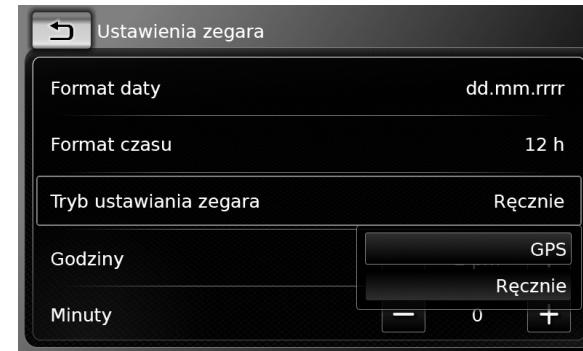 Ustawienia zegara
Format daty dd.mm.rrrr
Format czasu 12 h
Tryb ustawiania zegara Ręcznie
GPS
Godziny
Ręcznie
Minuty — 0 +